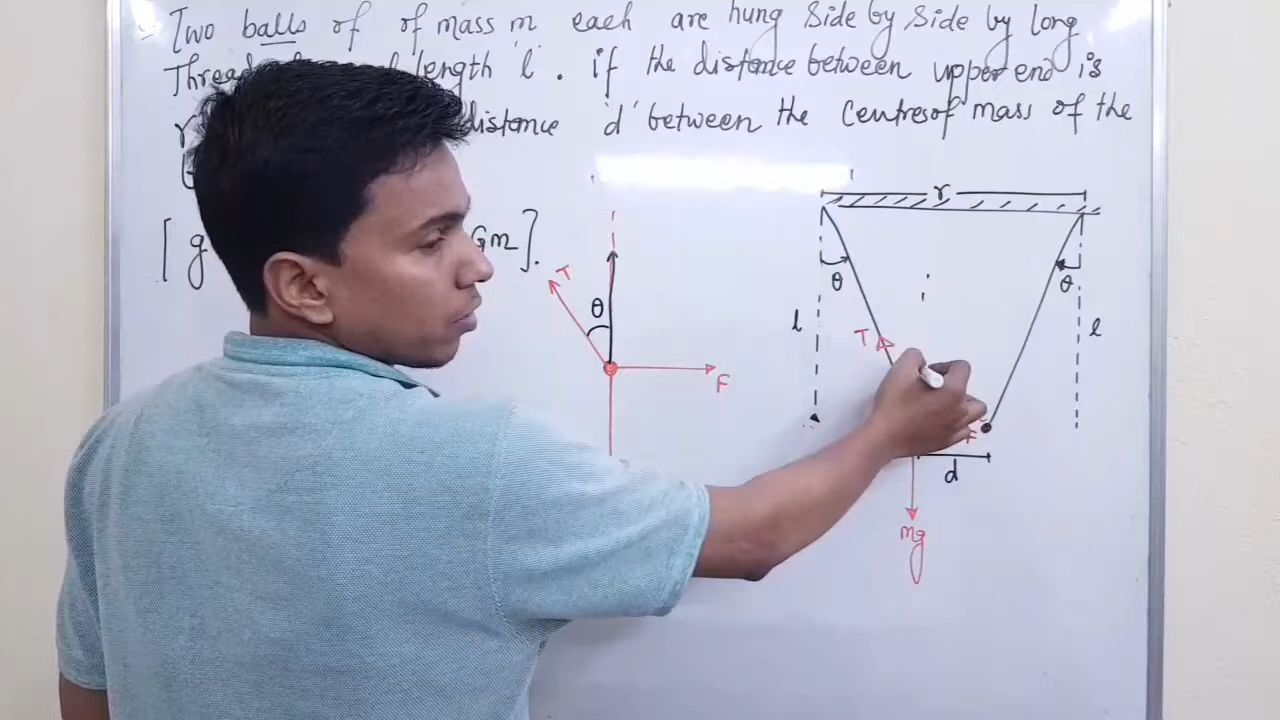 Two balls of of mass m each are hung side by side by long
length 'l'. if the distance between upper end is
distance 'd' between the centres of mass of the
[ g Gm].
r
T
θ
θ
θ
l
T
l
F
F
d
mg